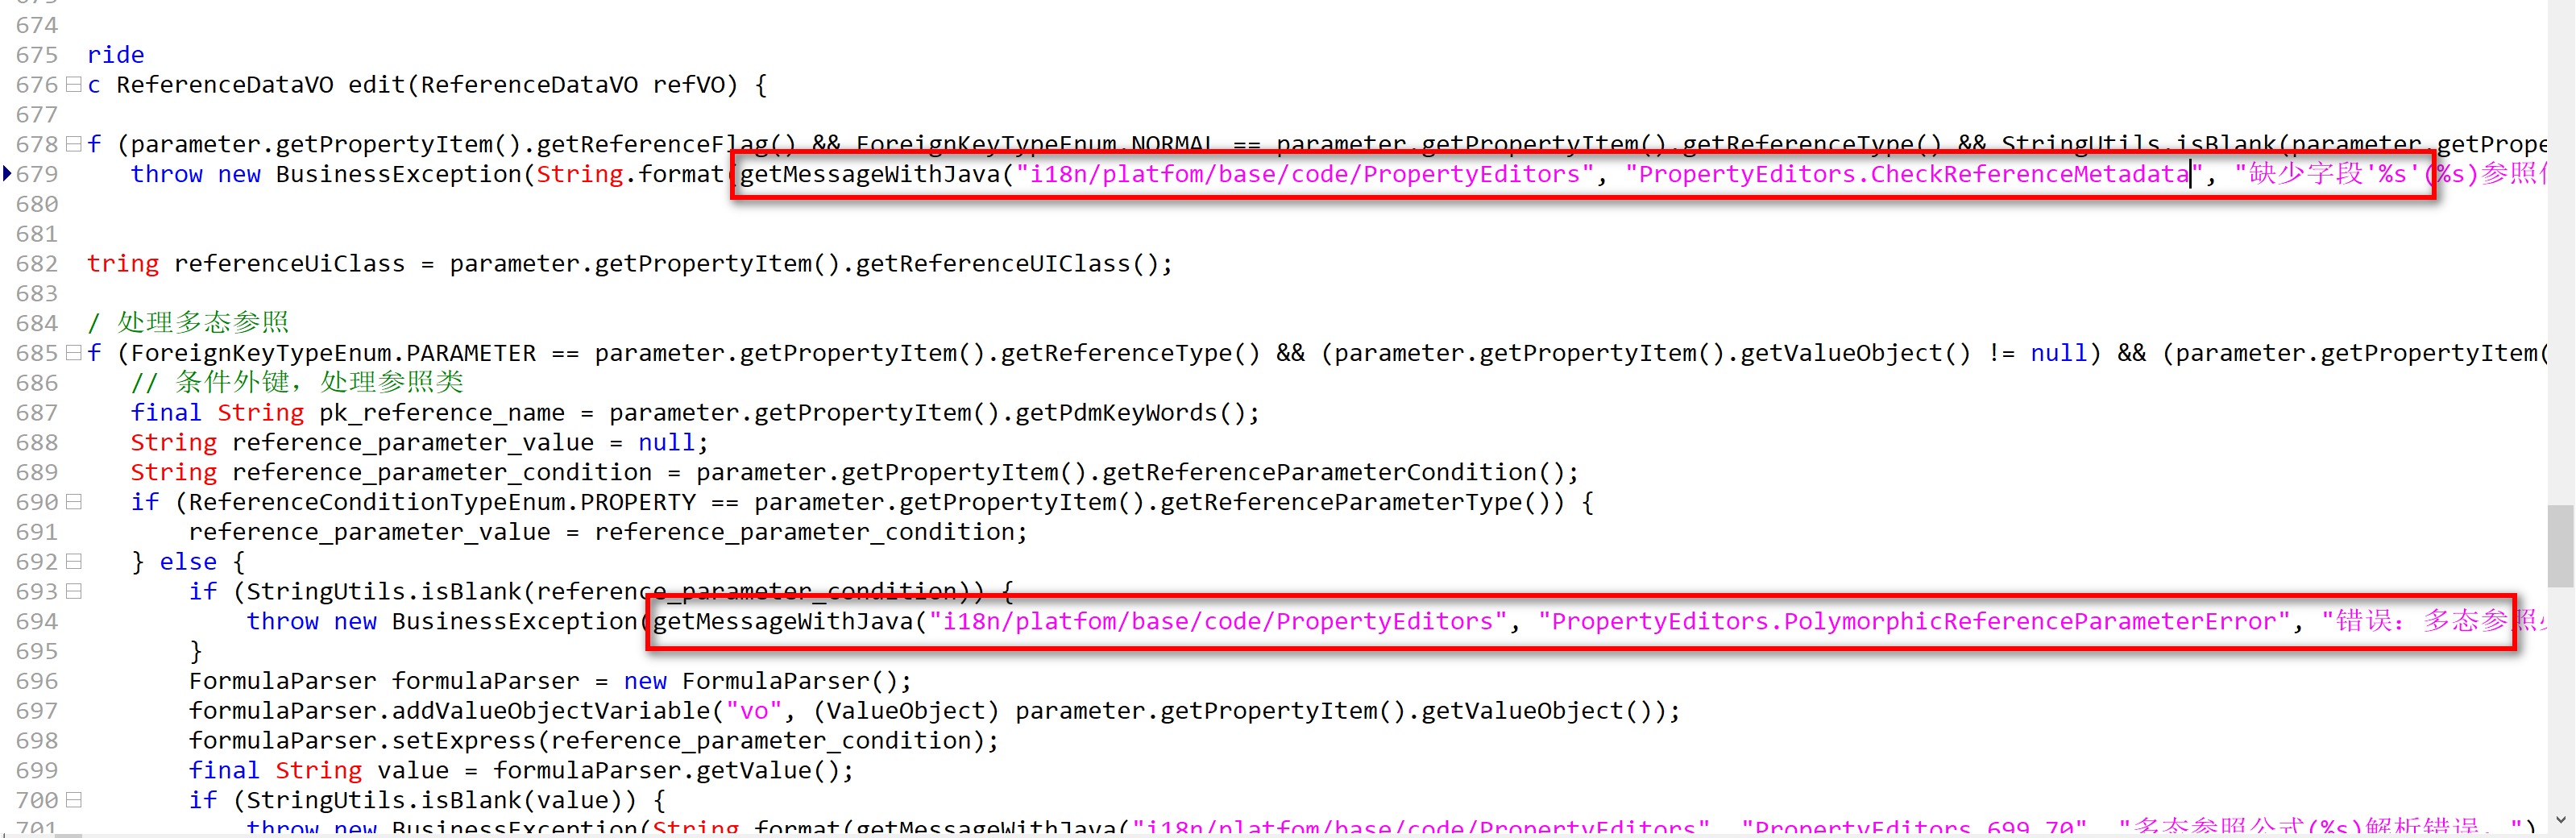 674
675 ride
676 c ReferenceDataVO edit(ReferenceDataVO refVO) {
677
678 f (parameter.getPropertyItem().getReferenceFlag() && ForeignKeyTypeEnum.NORMAL == parameter.getPropertyItem().getReferenceType() && StringUtils.isBlank(parameter.getPrope
679 throw new BusinessException(String.format(getMessageWithJava("i18n/platfom/base/code/PropertyEditors", "PropertyEditors.CheckReferenceMetadata", "缺少字段'%s'(%s)参照
680
681
682 tring referenceUiClass = parameter.getPropertyItem().getReferenceUIClass();
683
684 / 处理多态参照
685 f (ForeignKeyTypeEnum.PARAMETER == parameter.getPropertyItem().getReferenceType() && (parameter.getPropertyItem().getValueObject() != null) && (parameter.getPropertyItem(
686 // 条件外键，处理参照类
687 final String pk_reference_name = parameter.getPropertyItem().getPdmKeyWords();
688 String reference_parameter_value = null;
689 String reference_parameter_condition = parameter.getPropertyItem().getReferenceParameterCondition();
690 if (ReferenceConditionTypeEnum.PROPERTY == parameter.getPropertyItem().getReferenceParameterType()) {
691 reference_parameter_value = reference_parameter_condition;
692 } else {
693 if (StringUtils.isBlank(reference_parameter_condition)) {
694 throw new BusinessException(getMessageWithJava("i18n/platfom/base/code/PropertyEditors", "PropertyEditors.PolymorphicReferenceParameterError", "错误：多态参照
695 }
696 FormulaParser formulaParser = new FormulaParser();
697 formulaParser.addValueObjectVariable("vo", (ValueObject) parameter.getPropertyItem().getValueObject());
698 formulaParser.setExpress(reference_parameter_condition);
699 final String value = formulaParser.getValue();
700 if (StringUtils.isBlank(value)) {
701 throw new BusinessException(String.format(getMessageWithJava("i18n/platfom/base/code/PropertyEditors", "PropertyEditors.699.70", "多态参照公式(%s)解析错误。")